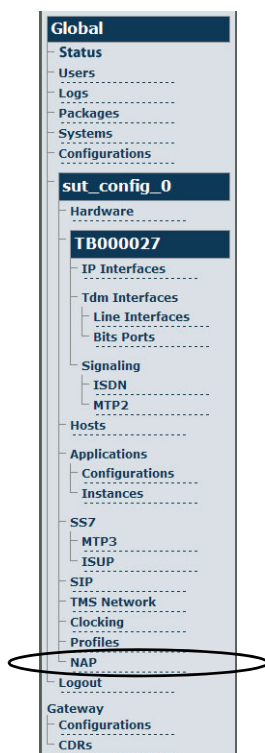 Global
Status
Users
Logs
Packages
Systems
Configurations
sut_config_0
Hardware
TB000027
IP Interfaces
Tdm Interfaces
Line Interfaces
Bits Ports
Signaling
ISDN
MTP2
Hosts
Applications
Configurations
Instances
SS7
MTP3
ISUP
SIP
TMS Network
Clocking
Profiles
NAP
Logout
Gateway
Configurations
CDRs